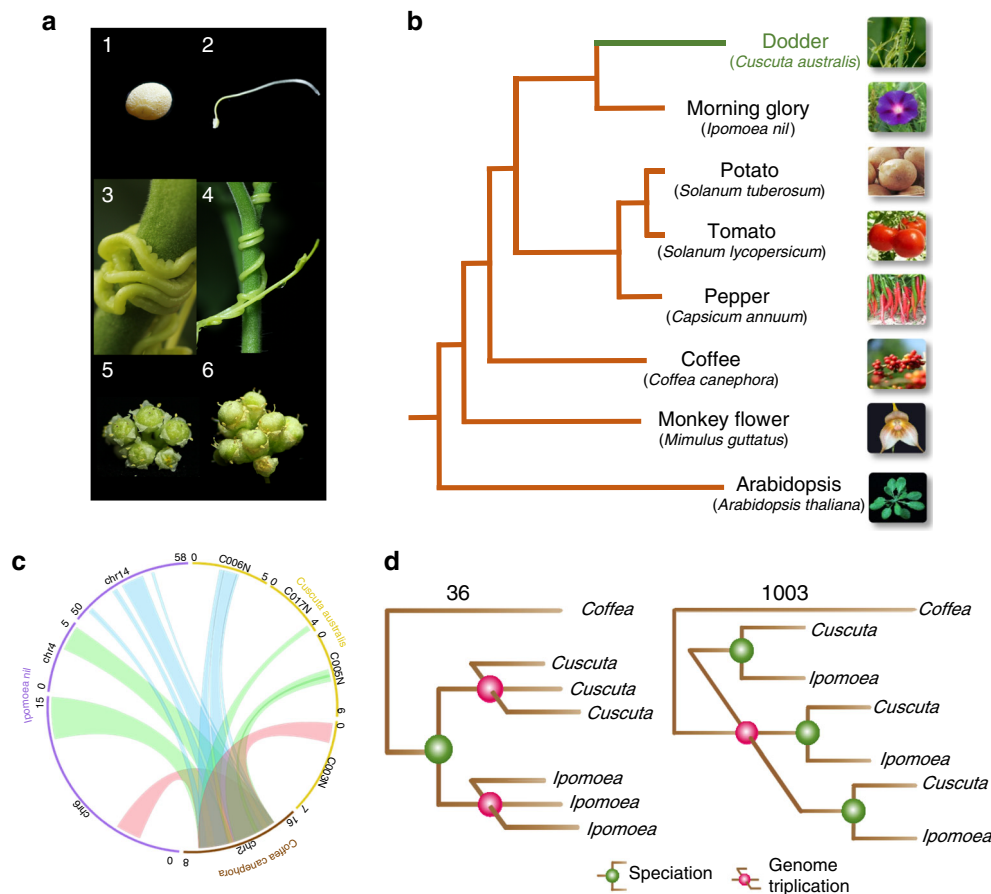 a
1
2
3
4
5
6
b
Dodder
(Cuscuta australis)
Morning glory
(Ipomoea nil)
Potato
(Solanum tuberosum)
Tomato
(Solanum lycopersicum)
Pepper
(Capsicum annuum)
Coffee
(Coffea canephora)
Monkey flower
(Mimulus guttatus)
Arabidopsis
(Arabidopsis thaliana)
c
Ipomoea nil
chr14
58
50
chr4
5
0
15
chr6
0
Cuscuta australis
0
C006N
5
0
C017N
4
0
C005N
6
0
C003N
7
Coffea canephora
16
chr2
8
d
36
Coffea
Cuscuta
Cuscuta
Cuscuta
Ipomoea
Ipomoea
Ipomoea
1003
Coffea
Cuscuta
Ipomoea
Cuscuta
Ipomoea
Cuscuta
Ipomoea
Speciation
Genome
triplication